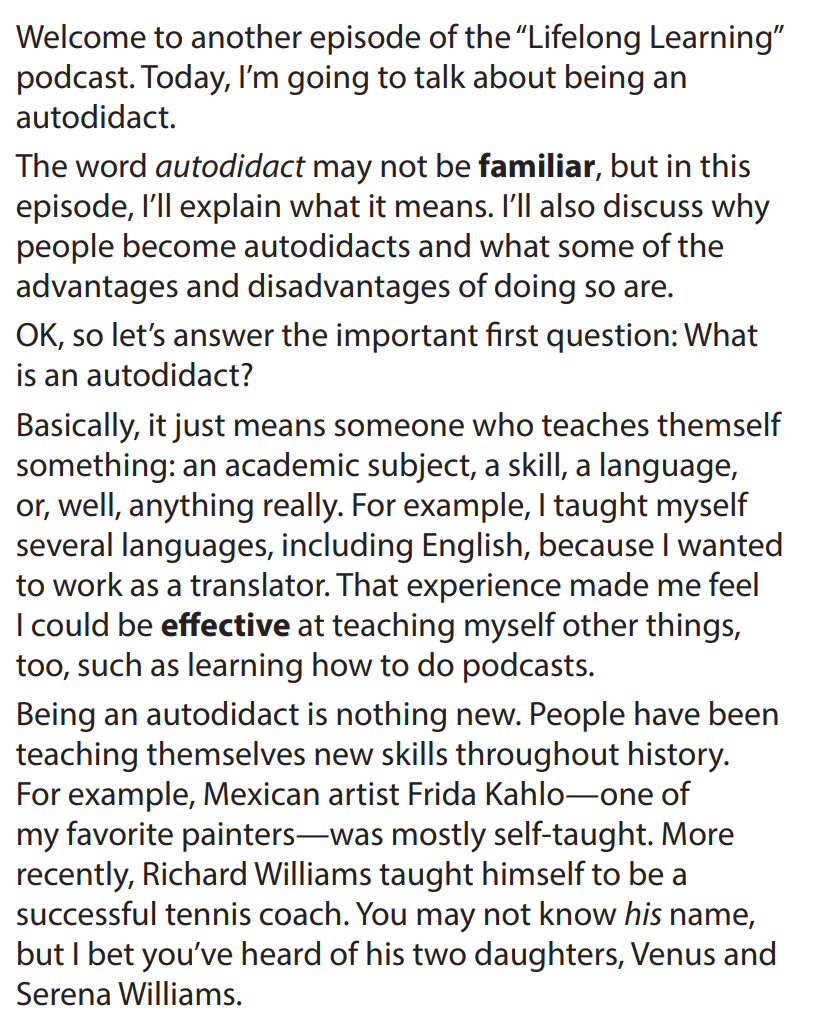 Welcome to another episode of the “Lifelong Learning”
podcast. Today, I’m going to talk about being an
autodidact.
The word autodidact may not be familiar, but in this
episode, I’ll explain what it means. I’ll also discuss why
people become autodidacts and what some of the
advantages and disadvantages of doing so are.
OK, so let’s answer the important first question: What
is an autodidact?
Basically, it just means someone who teaches themself
something: an academic subject, a skill, a language,
or, well, anything really. For example, I taught myself
several languages, including English, because I wanted
to work as a translator. That experience made me feel
I could be effective at teaching myself other things,
too, such as learning how to do podcasts.
Being an autodidact is nothing new. People have been
teaching themselves new skills throughout history.
For example, Mexican artist Frida Kahlo—one of
my favorite painters—was mostly self-taught. More
recently, Richard Williams taught himself to be a
successful tennis coach. You may not know his name,
but I bet you’ve heard of his two daughters, Venus and
Serena Williams.